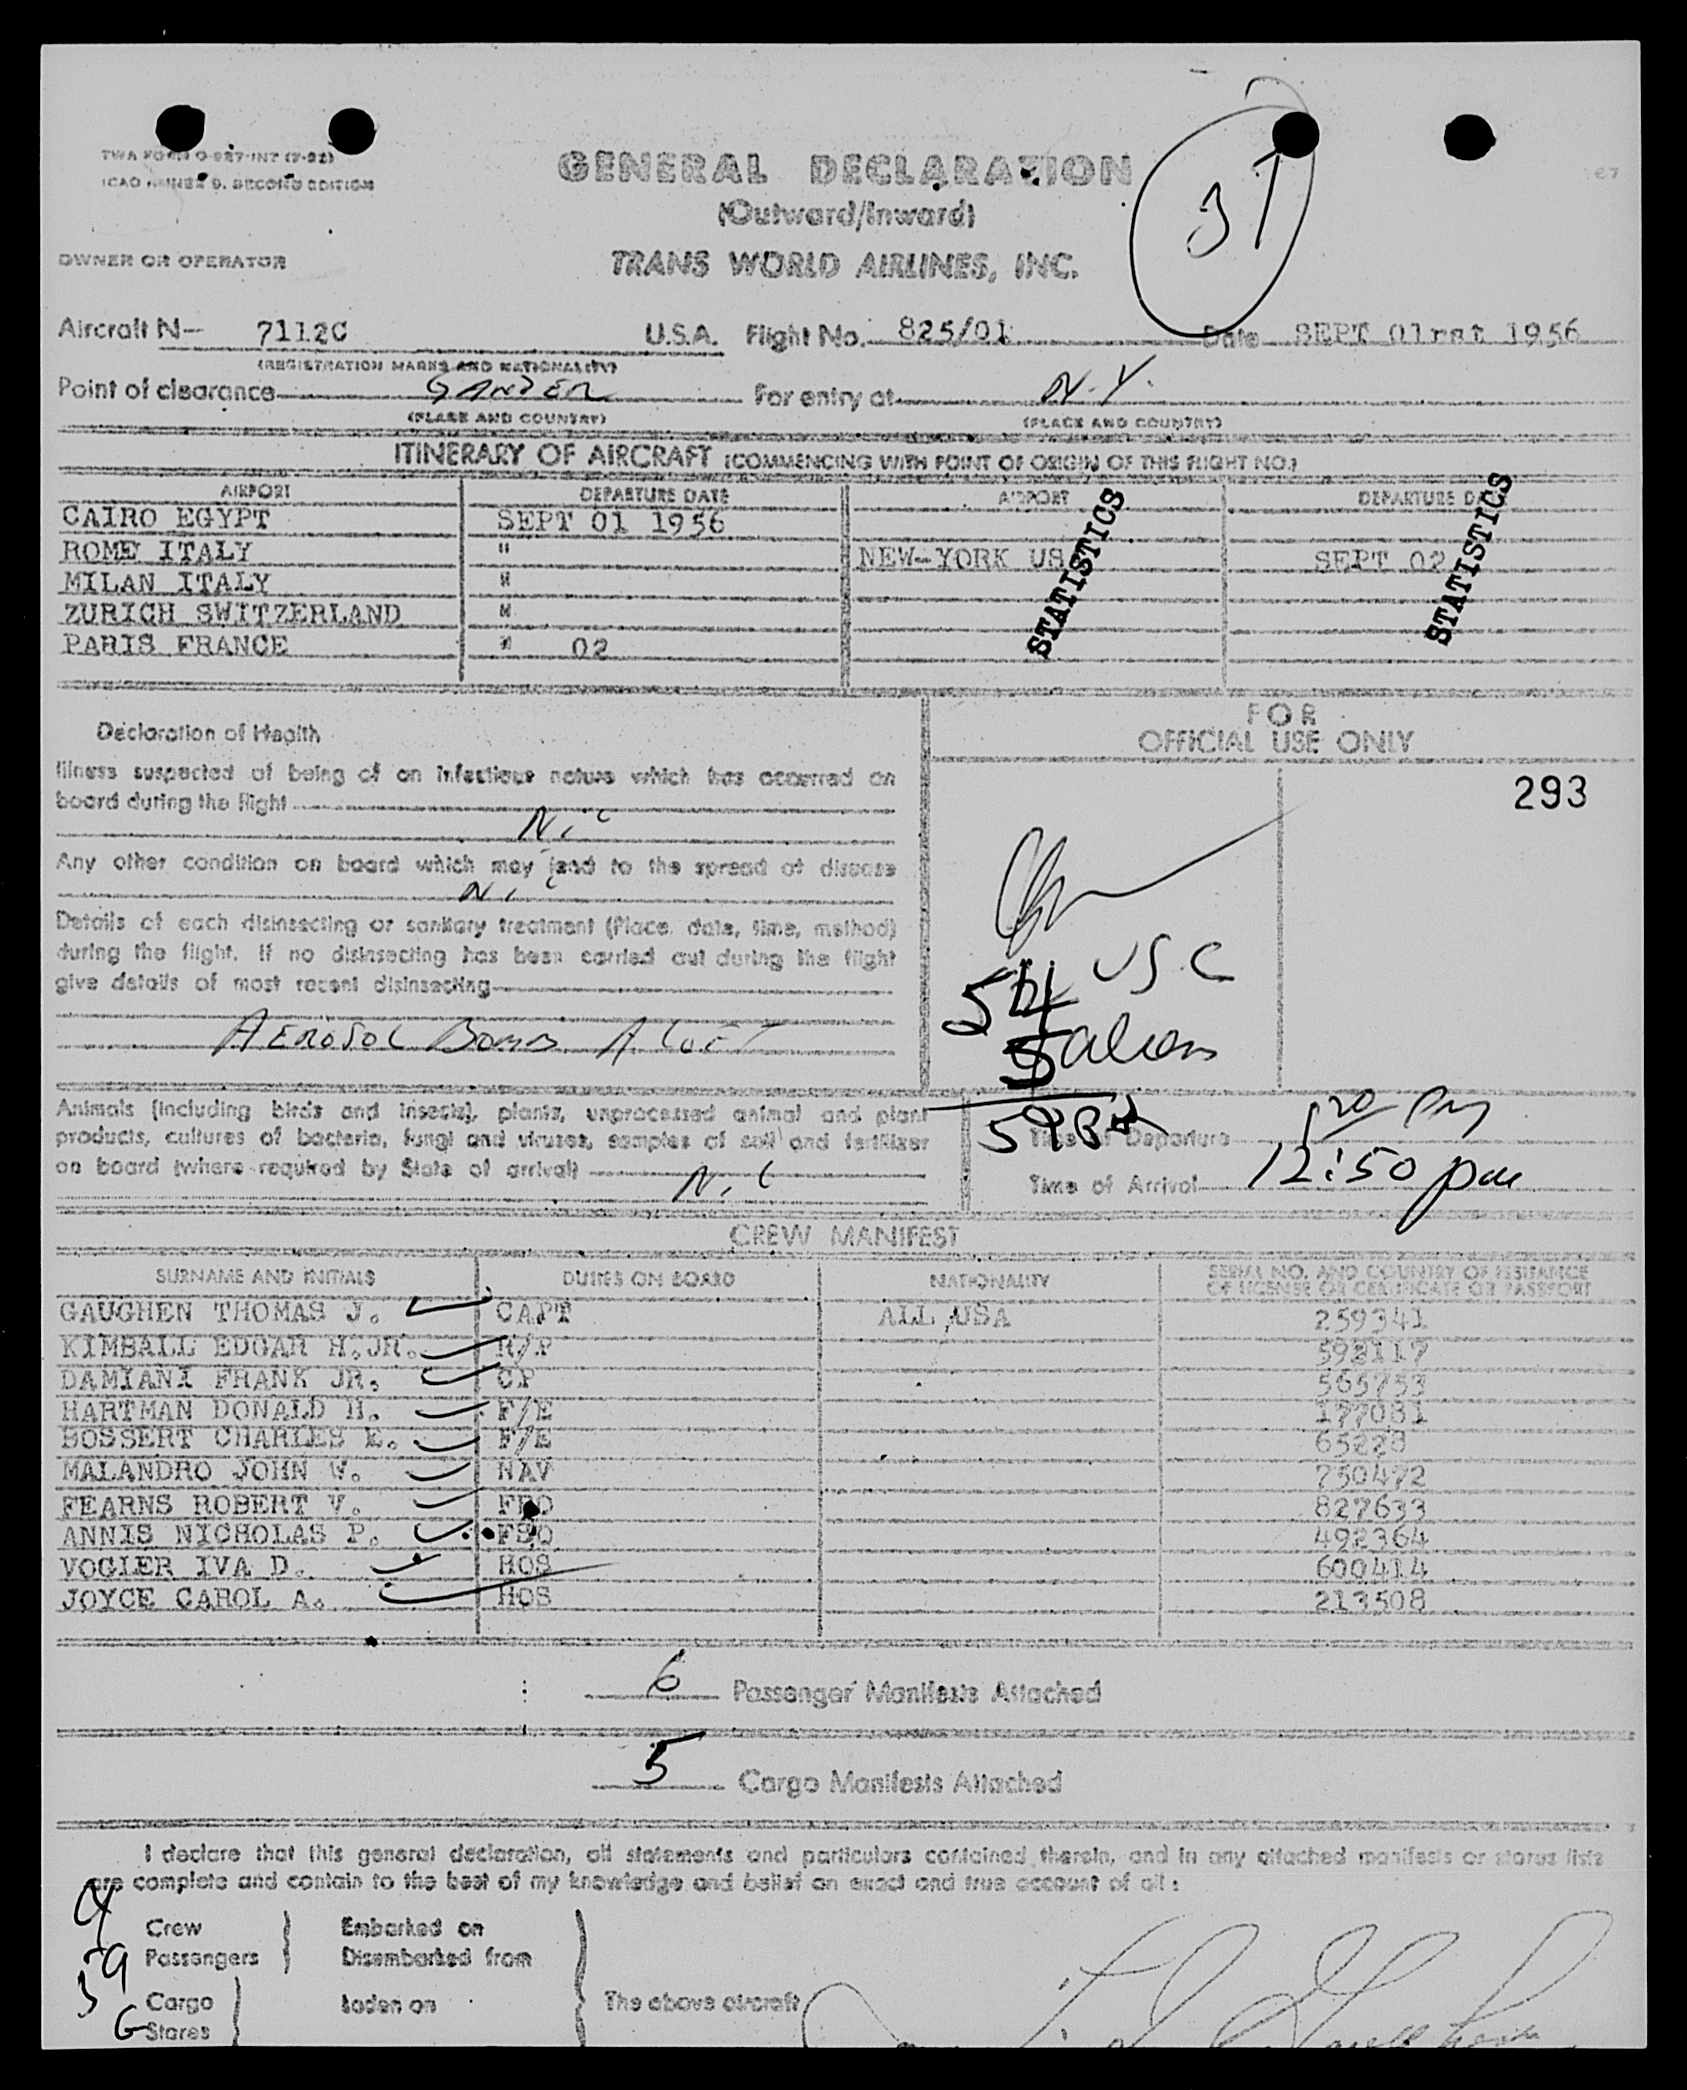 TWA FORM O-987-INT (7-52)
ICAO ANNEX 9, SECOND EDITION
GENERAL DECLARATION
(Outward/Inward)
31
OWNER OR OPERATOR
TRANS WORLD AIRLINES, INC.
Aircraft N- 7112C U.S.A. Flight No. 825/01 Date SEPT 01rst 1956
(REGISTRATION MARKS AND NATIONALITY)
Point of clearance GANDER For entry at N.Y.
(PLACE AND COUNTRY) (PLACE AND COUNTRY)
ITINERARY OF AIRCRAFT (COMMENCING WITH POINT OF ORIGIN OF THIS FLIGHT NO.)
AIRPORT DEPARTURE DATE AIRPORT DEPARTURE DATE
CAIRO EGYPT SEPT 01 1956
ROME ITALY " NEW-YORK US SEPT 02
MILAN ITALY "
ZURICH SWITZERLAND "
PARIS FRANCE " 02
STATISTICS STATISTICS
Declaration of Health
FOR
OFFICIAL USE ONLY
Illness suspected of being of an infectious nature which has occurred on
board during the flight
293
Nil
Any other condition on board which may lead to the spread of disease
Nil
Details of each disinsecting or sanitary treatment (Place, date, time, method)
during the flight. If no disinsecting has been carried out during the flight
give details of most recent disinsecting
AEROSOL BOMB ALOFT
54 USC
5 aliens
59
Animals (including birds and insects), plants, unprocessed animal and plant
products, cultures of bacteria, fungi and viruses, samples of soil and fertilizer
on board (where required by State of arrival)
Nil
Time of Departure 1 20 PM
Time of Arrival 12:50 pm
CREW MANIFEST
SURNAME AND INITIALS DUTIES ON BOARD NATIONALITY SERIAL NO. AND COUNTRY OF ISSUANCE
OF LICENSE OR CERTIFICATE OR PASSPORT
GAUGHEN THOMAS J. CAPT ALL USA 259341
KIMBALL EDGAR H.JR. R/P 592117
DAMIANI FRANK JR. CP 565753
HARTMAN DONALD H. F/E 177081
BOSSERT CHARLES E. F/E 65228
MALANDRO JOHN W. NAV 750472
FEARNS ROBERT V. FRO 827633
ANNIS NICHOLAS P. FSO 492364
VOGLER IVA D. HOS 600414
JOYCE CAROL A. HOS 213508
6 Passenger Manifests Attached
5 Cargo Manifests Attached
I declare that this general declaration, all statements and particulars contained therein, and in any attached manifests or stores lists
are complete and contain to the best of my knowledge and belief an exact and true account of all:
Crew Embarked on
59 Passengers Disembarked from
Cargo Laden on The above aircraft
Stores